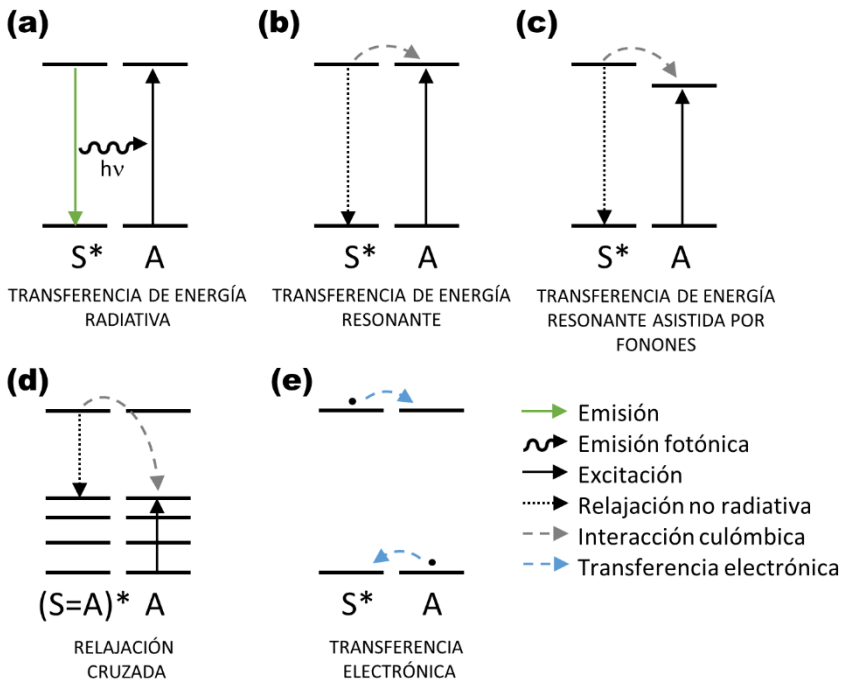 (a)
(b)
(c)
hν
S* A
S* A
S* A
TRANSFERENCIA DE ENERGÍA
RADIATIVA
TRANSFERENCIA DE ENERGÍA
RESONANTE
TRANSFERENCIA DE ENERGÍA
RESONANTE ASISTIDA POR
FONONES
(d)
(e)
(S=A)* A
RELAJACIÓN
CRUZADA
S* A
TRANSFERENCIA
ELECTRÓNICA
Emisión
Emisión fotónica
Excitación
Relajación no radiativa
Interacción culómbica
Transferencia electrónica